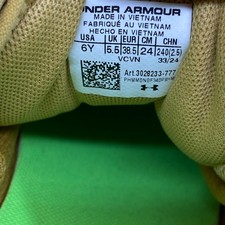 UNDER ARMOUR
MADE IN VIETNAM
FABRIQUÉ AU VIETNAM
HECHO EN VIETNAM
USA UK EUR CM CHN
6Y 5.5 38.5 24 240(2.5)
VCVN 33/24
Art.3028233-777